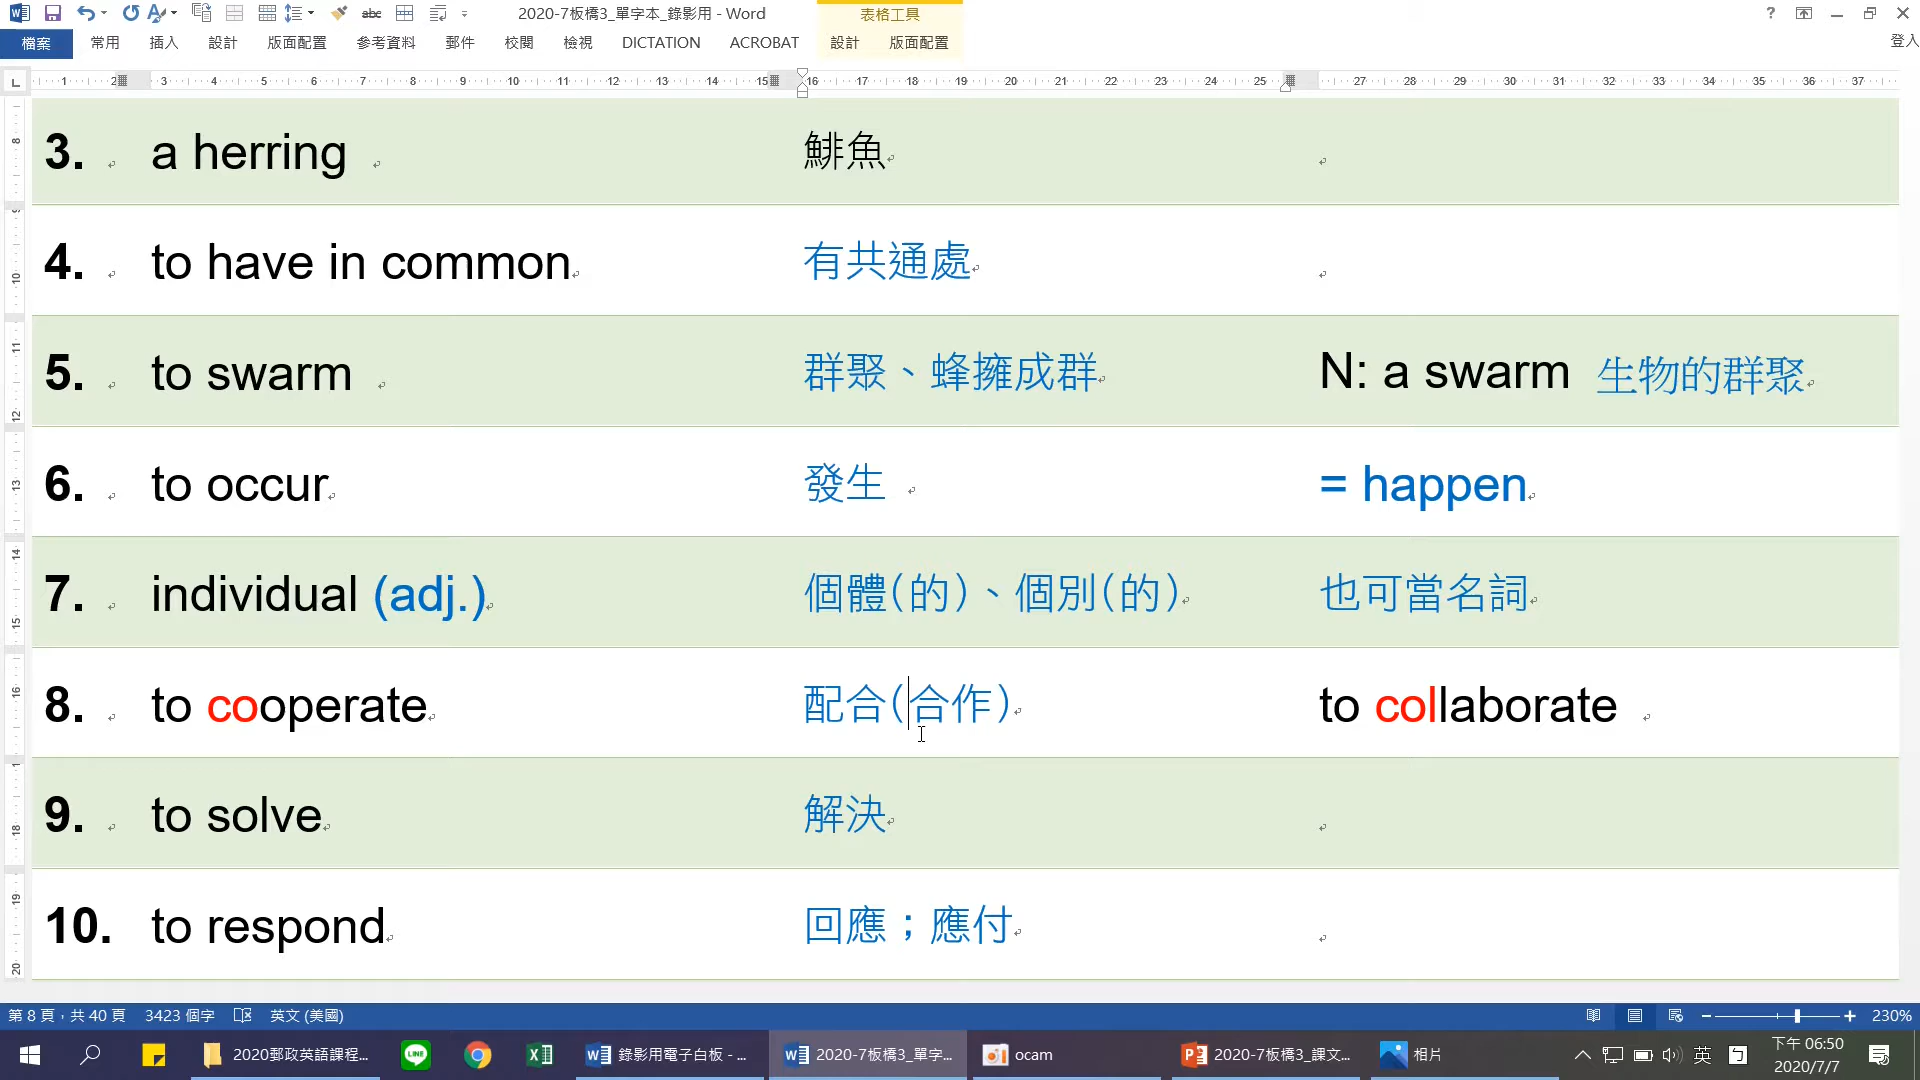 2020-7板橋3_單字本_錄影用 - Word
表格工具
檔案 常用 插入 設計 版面配置 參考資料 郵件 校閱 檢視 DICTATION ACROBAT 設計 版面配置 登入
3. a herring 鯡魚
4. to have in common 有共通處
5. to swarm 群聚、蜂擁成群 N: a swarm 生物的群聚
6. to occur 發生 = happen
7. individual (adj.) 個體(的)、個別(的) 也可當名詞
8. to cooperate 配合(合作) to collaborate
9. to solve 解決
10. to respond 回應；應付
第 8 頁，共 40 頁 3423 個字 英文 (美國) 230%
2020郵政英語課程... 錄影用電子白板 - ... 2020-7板橋3_單字... ocam 2020-7板橋3_課文... 相片 英 下午 06:50
2020/7/7